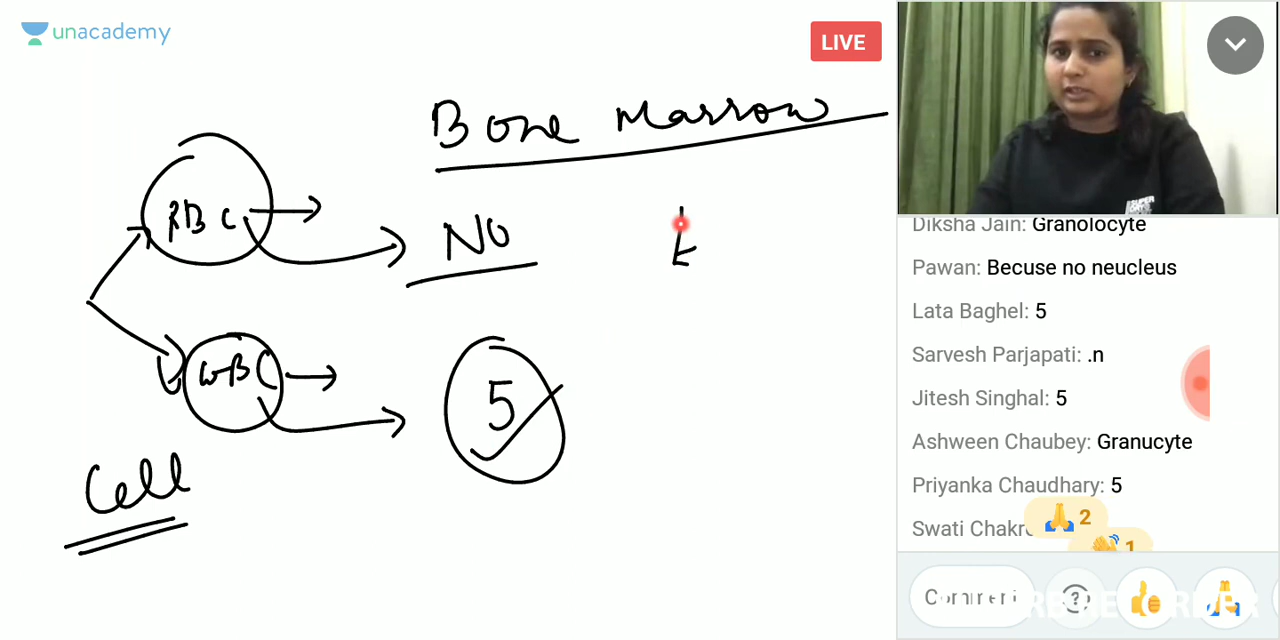 unacademy
LIVE
Bone Marrow
RBC
NO
WBC
5
Cell
Diksha Jain: Granolocyte
Pawan: Becuse no neucleus
Lata Baghel: 5
Sarvesh Parjapati: .n
Jitesh Singhal: 5
Ashween Chaubey: Granucyte
Priyanka Chaudhary: 5
Swati Chakr
2
1
Comment